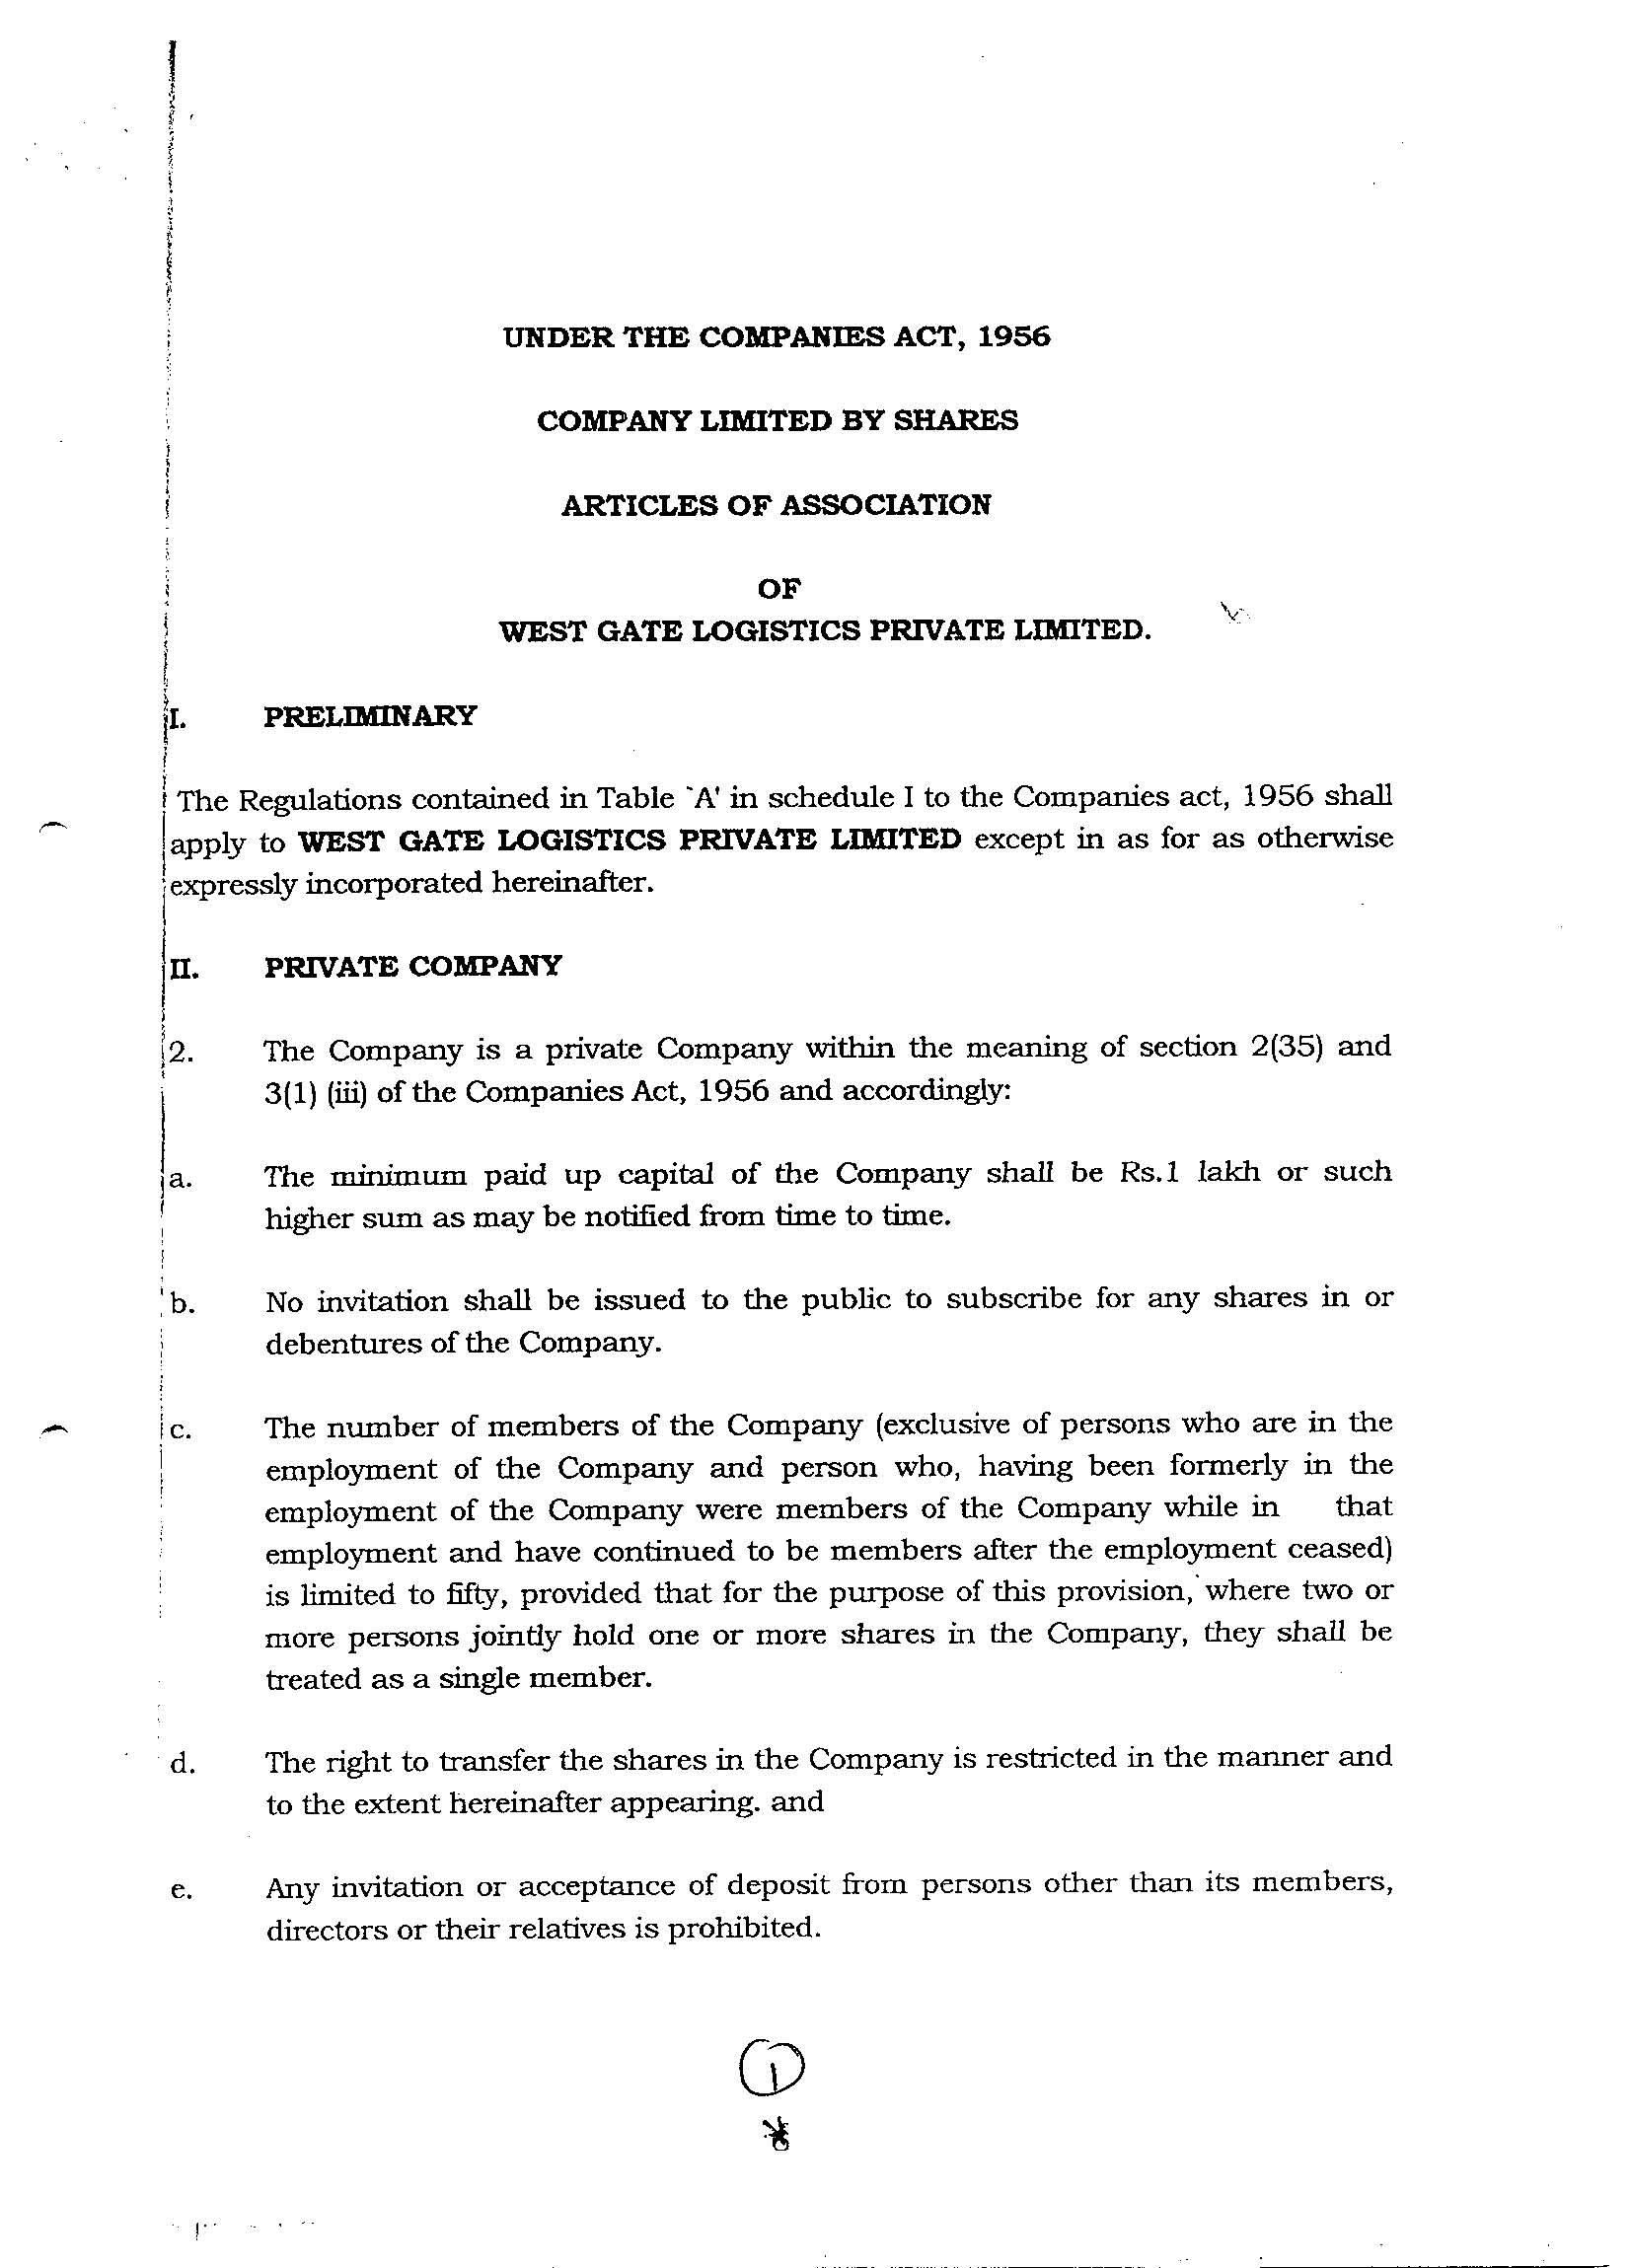 UNDER THE COMPANIES ACT, 1956
COMPANY LIMITED BY SHARES
ARTICLES OF ASSOCIATION
OF
WEST GATE LOGISTICS PRIVATE LIMITED.
I. PRELIMINARY
The Regulations contained in Table `A' in schedule I to the Companies act, 1956 shall
apply to WEST GATE LOGISTICS PRIVATE LIMITED except in as for as otherwise
expressly incorporated hereinafter.
II. PRIVATE COMPANY
2. The Company is a private Company within the meaning of section 2(35) and
3(1) (iii) of the Companies Act, 1956 and accordingly:
a. The minimum paid up capital of the Company shall be Rs.1 lakh or such
higher sum as may be notified from time to time.
b. No invitation shall be issued to the public to subscribe for any shares in or
debentures of the Company.
c. The number of members of the Company (exclusive of persons who are in the
employment of the Company and person who, having been formerly in the
employment of the Company were members of the Company while in that
employment and have continued to be members after the employment ceased)
is limited to fifty, provided that for the purpose of this provision, where two or
more persons jointly hold one or more shares in the Company, they shall be
treated as a single member.
d. The right to transfer the shares in the Company is restricted in the manner and
to the extent hereinafter appearing. and
e. Any invitation or acceptance of deposit from persons other than its members,
directors or their relatives is prohibited.
1